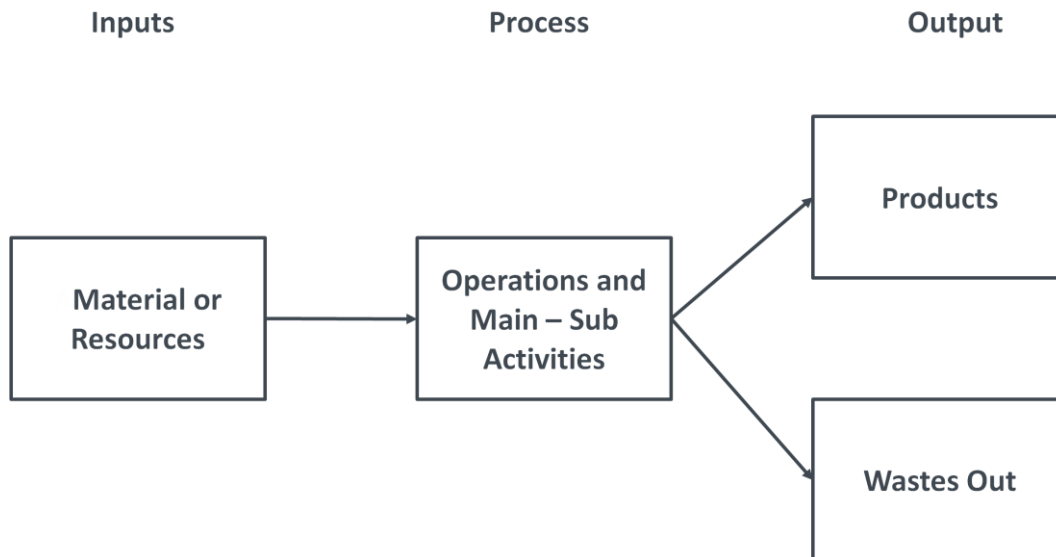 Inputs
Process
Output
Material or
Resources
Operations and
Main – Sub
Activities
Products
Wastes Out